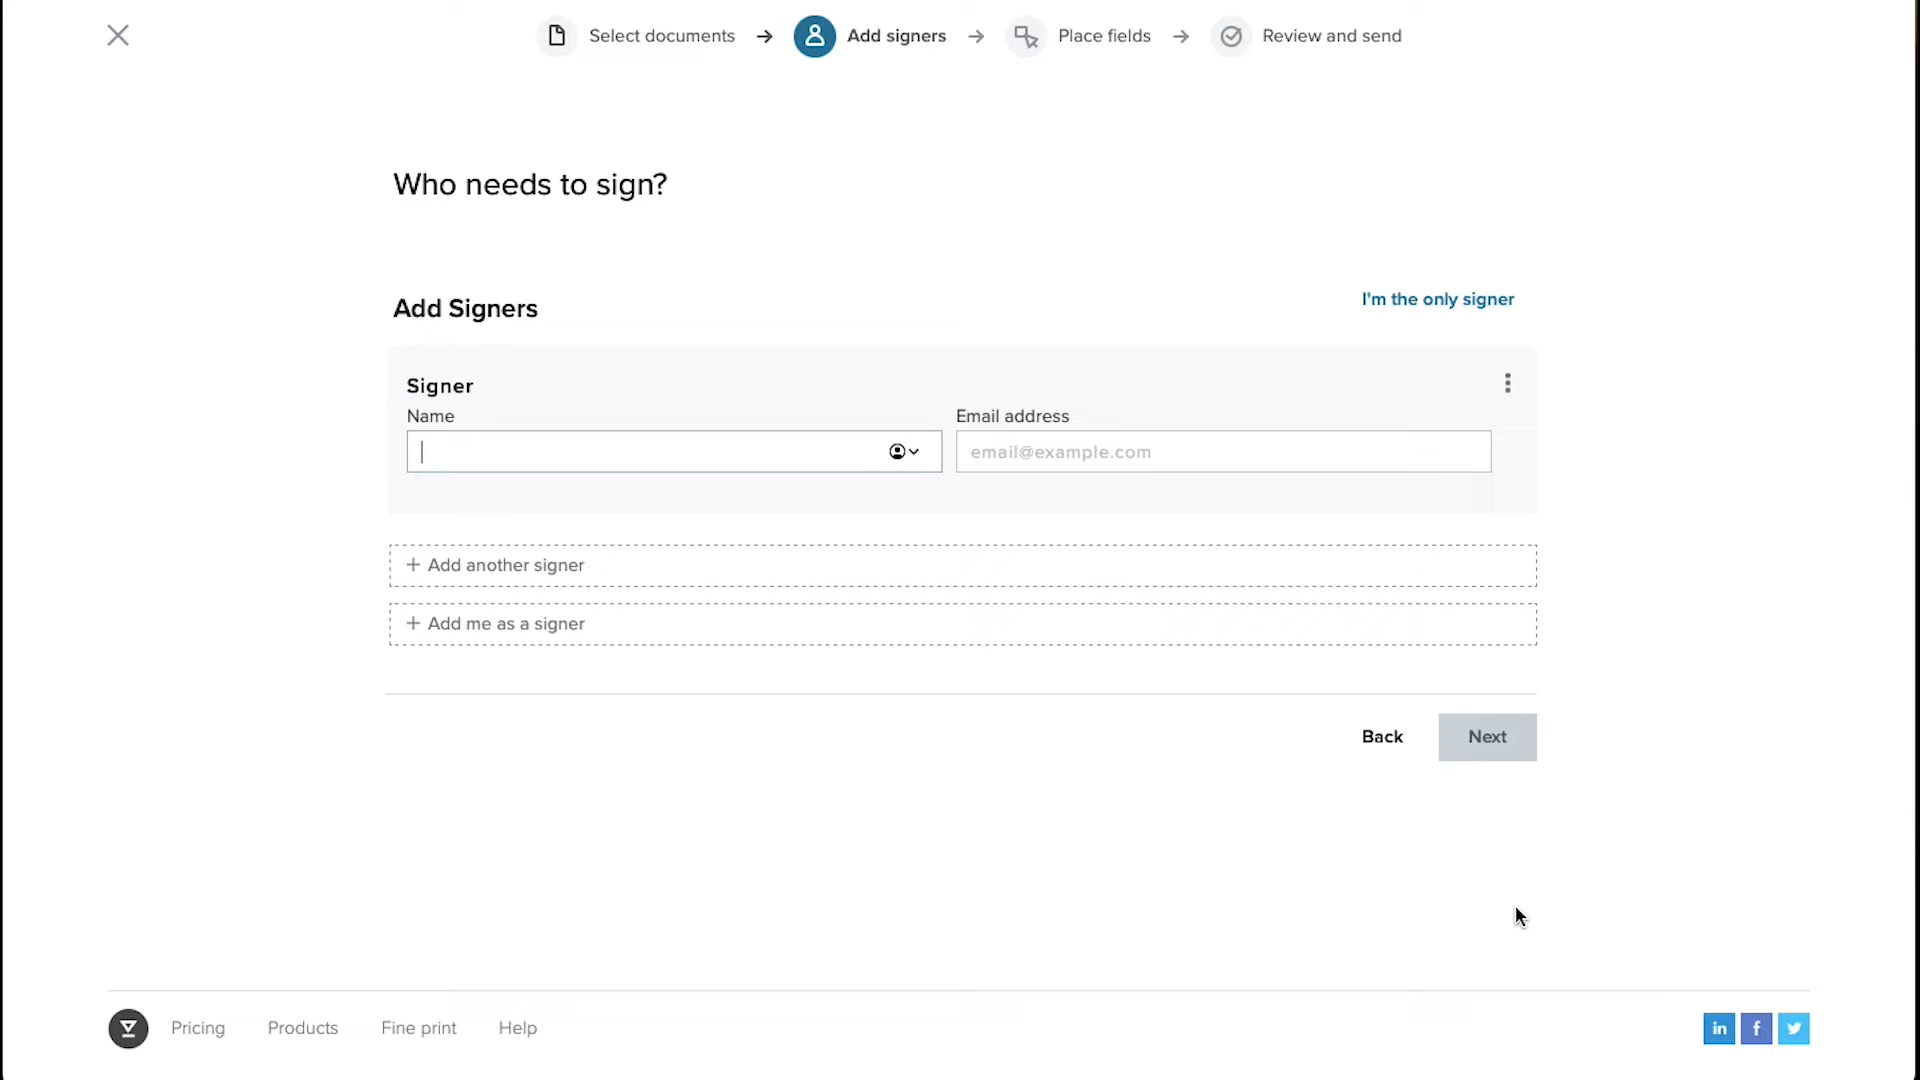 Select documents
Add signers
Place fields
Review and send
Who needs to sign?
Add Signers
I'm the only signer
Signer
Name
Email address
email@example.com
+ Add another signer
+ Add me as a signer
Back
Next
Pricing
Products
Fine print
Help
in
f